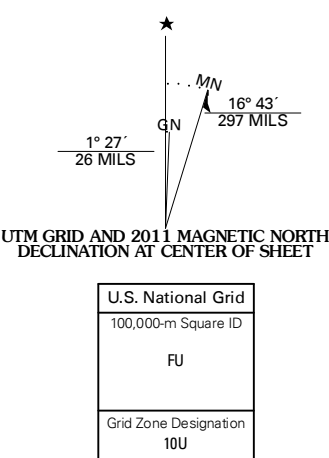 ★
MN
16° 43´
297 MILS
GN
1° 27´
26 MILS
UTM GRID AND 2011 MAGNETIC NORTH
DECLINATION AT CENTER OF SHEET
U.S. National Grid
100,000-m Square ID
FU
Grid Zone Designation
10U